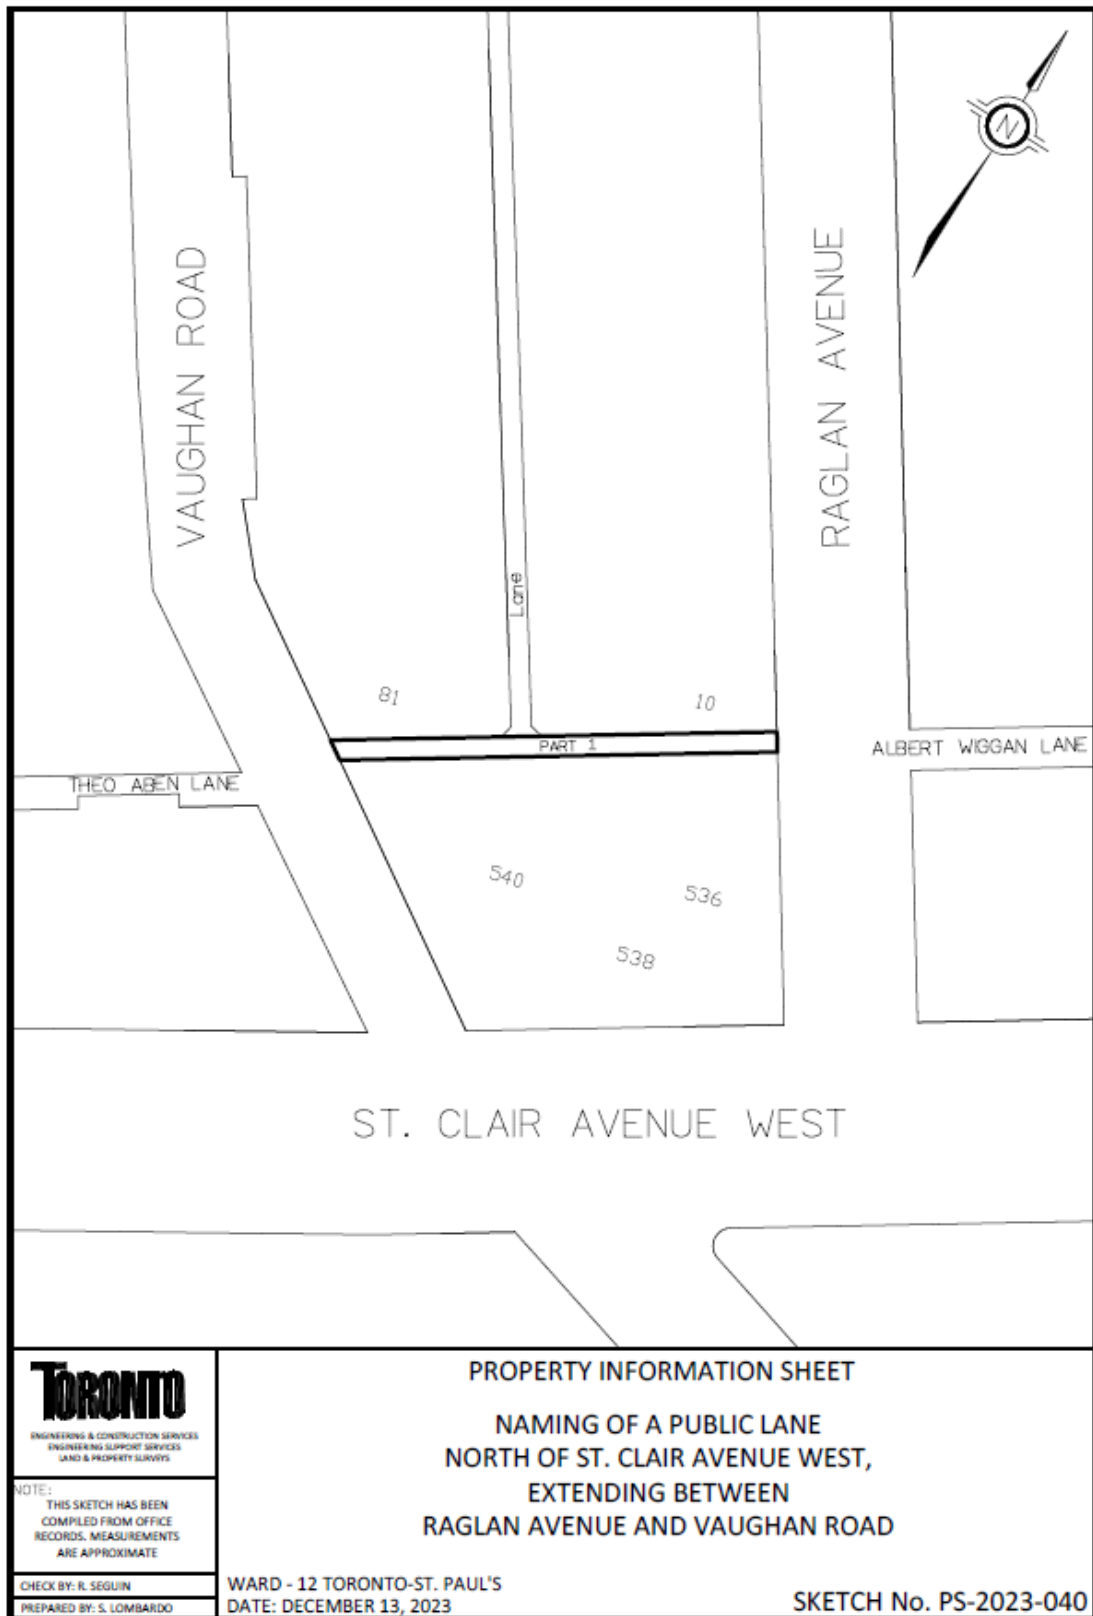 N
VAUGHAN ROAD
RAGLAN AVENUE
Lane
81
10
PART 1
ALBERT WIGGAN LANE
THEO ABEN LANE
540
536
538
ST. CLAIR AVENUE WEST
TORONTO
ENGINEERING & CONSTRUCTION SERVICES
ENGINEERING SUPPORT SERVICES
LAND & PROPERTY SURVEYS
NOTE:
THIS SKETCH HAS BEEN
COMPILED FROM OFFICE
RECORDS. MEASUREMENTS
ARE APPROXIMATE
CHECK BY: R. SEGUIN
PREPARED BY: S. LOMBARDO
PROPERTY INFORMATION SHEET
NAMING OF A PUBLIC LANE
NORTH OF ST. CLAIR AVENUE WEST,
EXTENDING BETWEEN
RAGLAN AVENUE AND VAUGHAN ROAD
WARD - 12 TORONTO-ST. PAUL'S
DATE: DECEMBER 13, 2023
SKETCH No. PS-2023-040